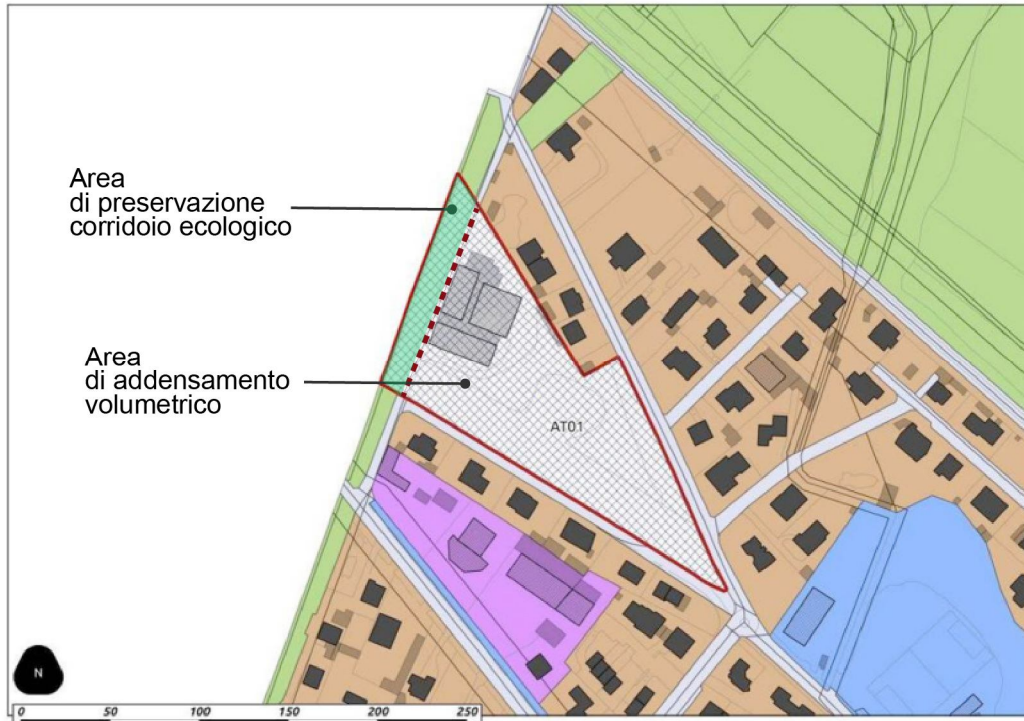 Area
di preservazione
corridoio ecologico
Area
di addensamento
volumetrico
AT01
N
0 50 100 150 200 250